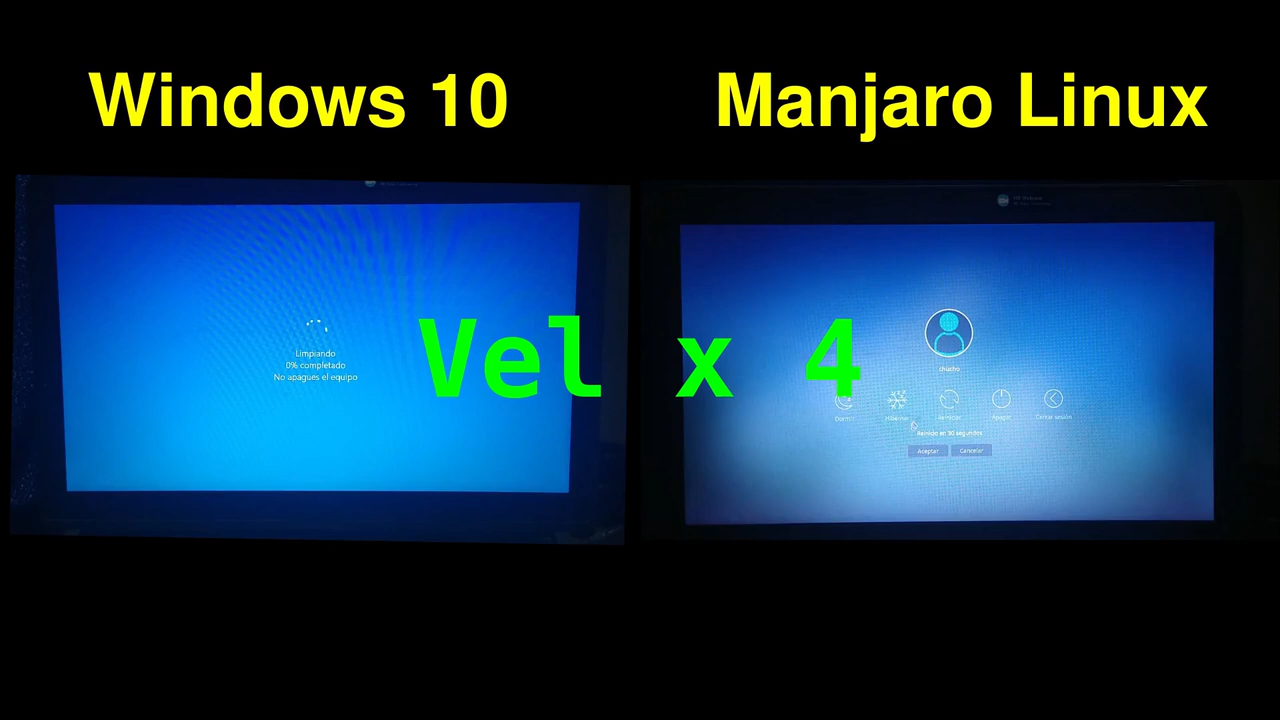 Windows 10
Manjaro Linux
Vel x 4
Limpiando
0% completado
No apagues el equipo
chucho
Dormir
Hibernar
Reiniciar
Apagar
Cerrar sesión
Reinicio en 30 segundos
Aceptar
Cancelar